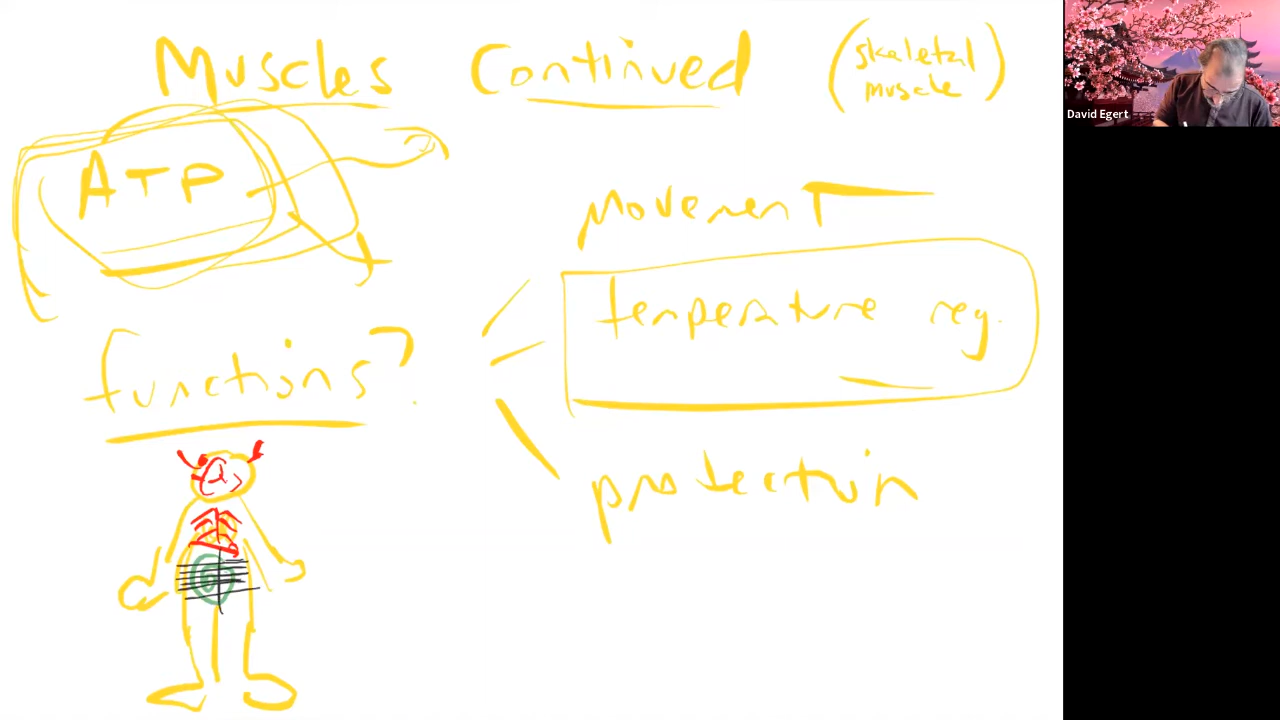 Muscles Continued (skeletal muscle)
ATP
movement
temperature reg.
functions?
protection
David Egert